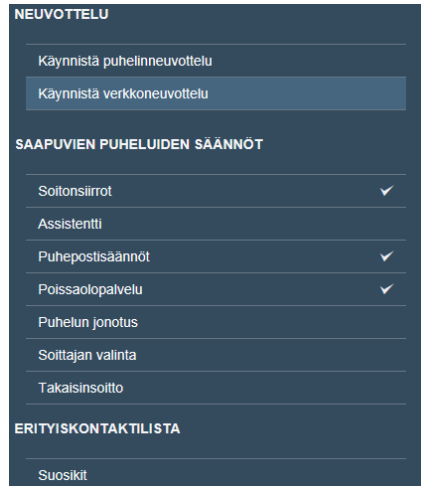 NEUVOTTELU
Käynnistä puhelinneuvottelu
Käynnistä verkkoneuvottelu
SAAPUVIEN PUHELUIDEN SÄÄNNÖT
Soitonsiirrot
Assistentti
Puhepostisäännöt
Poissaolopalvelu
Puhelun jonotus
Soittajan valinta
Takaisinsoitto
ERITYISKONTAKTILISTA
Suosikit